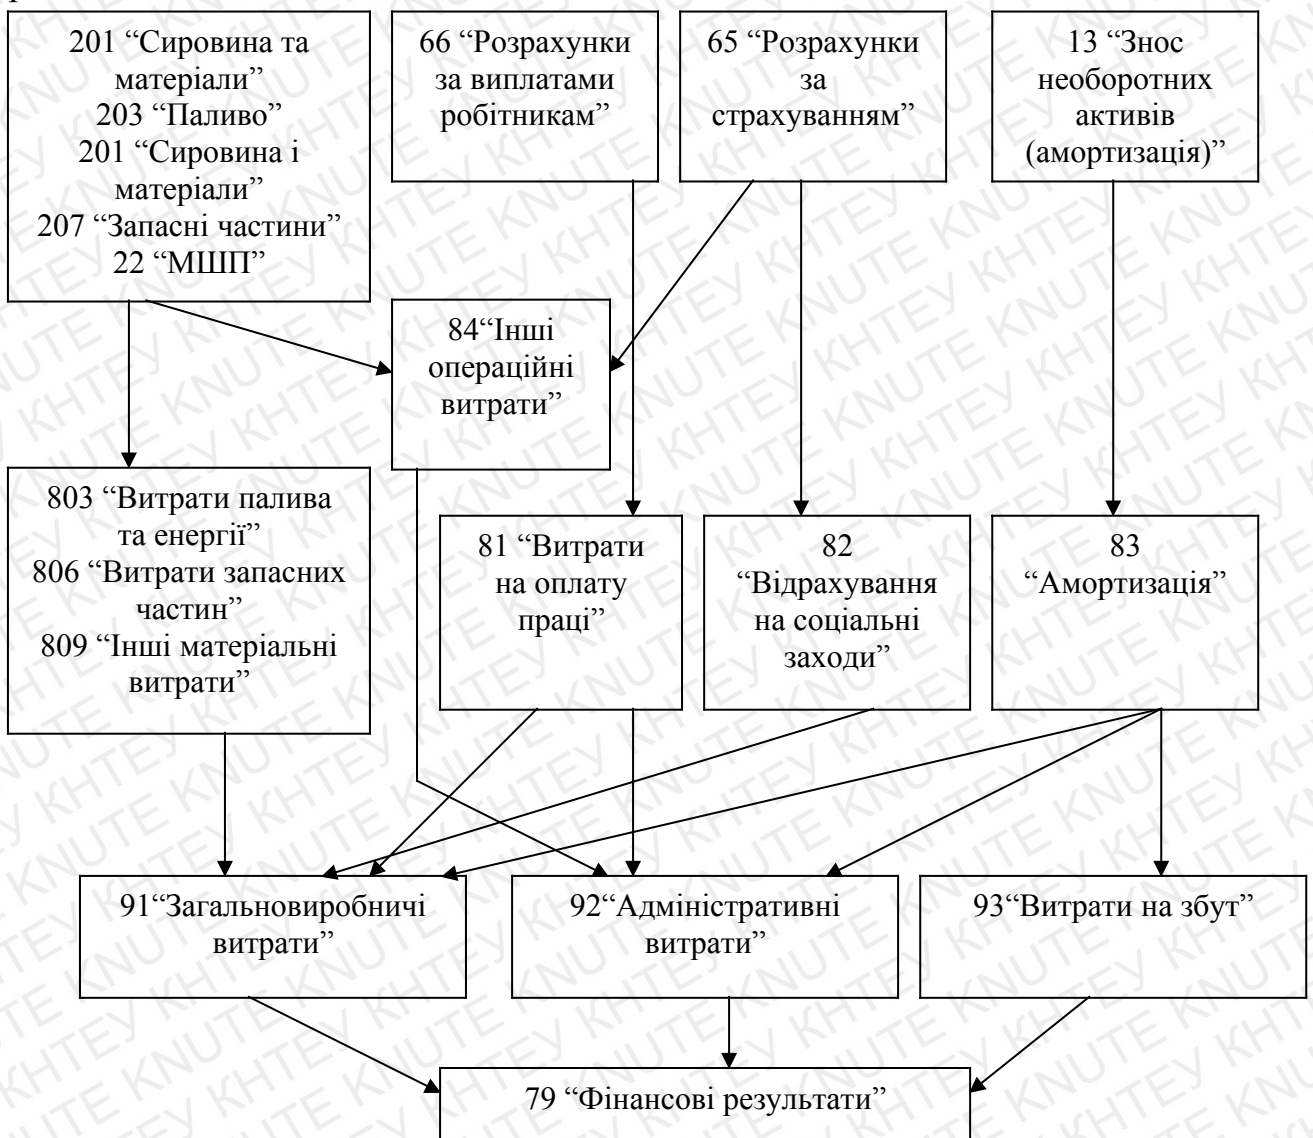 201 “Сировина та
матеріали”
203 “Паливо”
201 “Сировина і
матеріали”
207 “Запасні частини”
22 “МШП”
66 “Розрахунки
за виплатами
робітникам”
65 “Розрахунки
за
страхуванням”
13 “Знос
необоротних
активів
(амортизація)”
84“Інші
операційні
витрати”
803 “Витрати палива
та енергії”
806 “Витрати запасних
частин”
809 “Інші матеріальні
витрати”
81 “Витрати
на оплату
праці”
82
“Відрахування
на соціальні
заходи”
83
“Амортизація”
91“Загальновиробничі
витрати”
92“Адміністративні
витрати”
93“Витрати на збут”
79 “Фінансові результати”